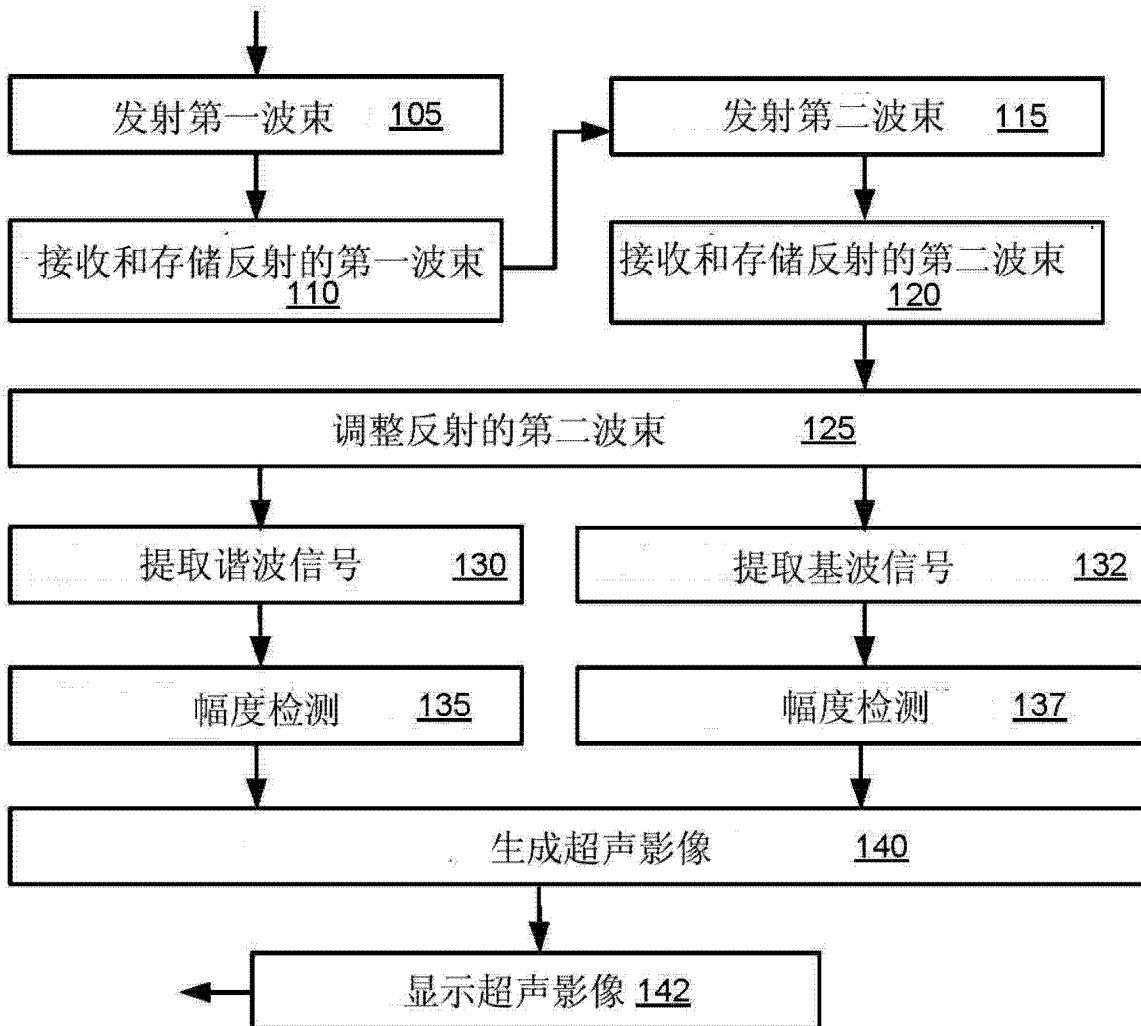 发射第一波束 105
接收和存储反射的第一波束
110
发射第二波束 115
接收和存储反射的第二波束
120
调整反射的第二波束 125
提取谐波信号 130
提取基波信号 132
幅度检测 135
幅度检测 137
生成超声影像 140
显示超声影像 142